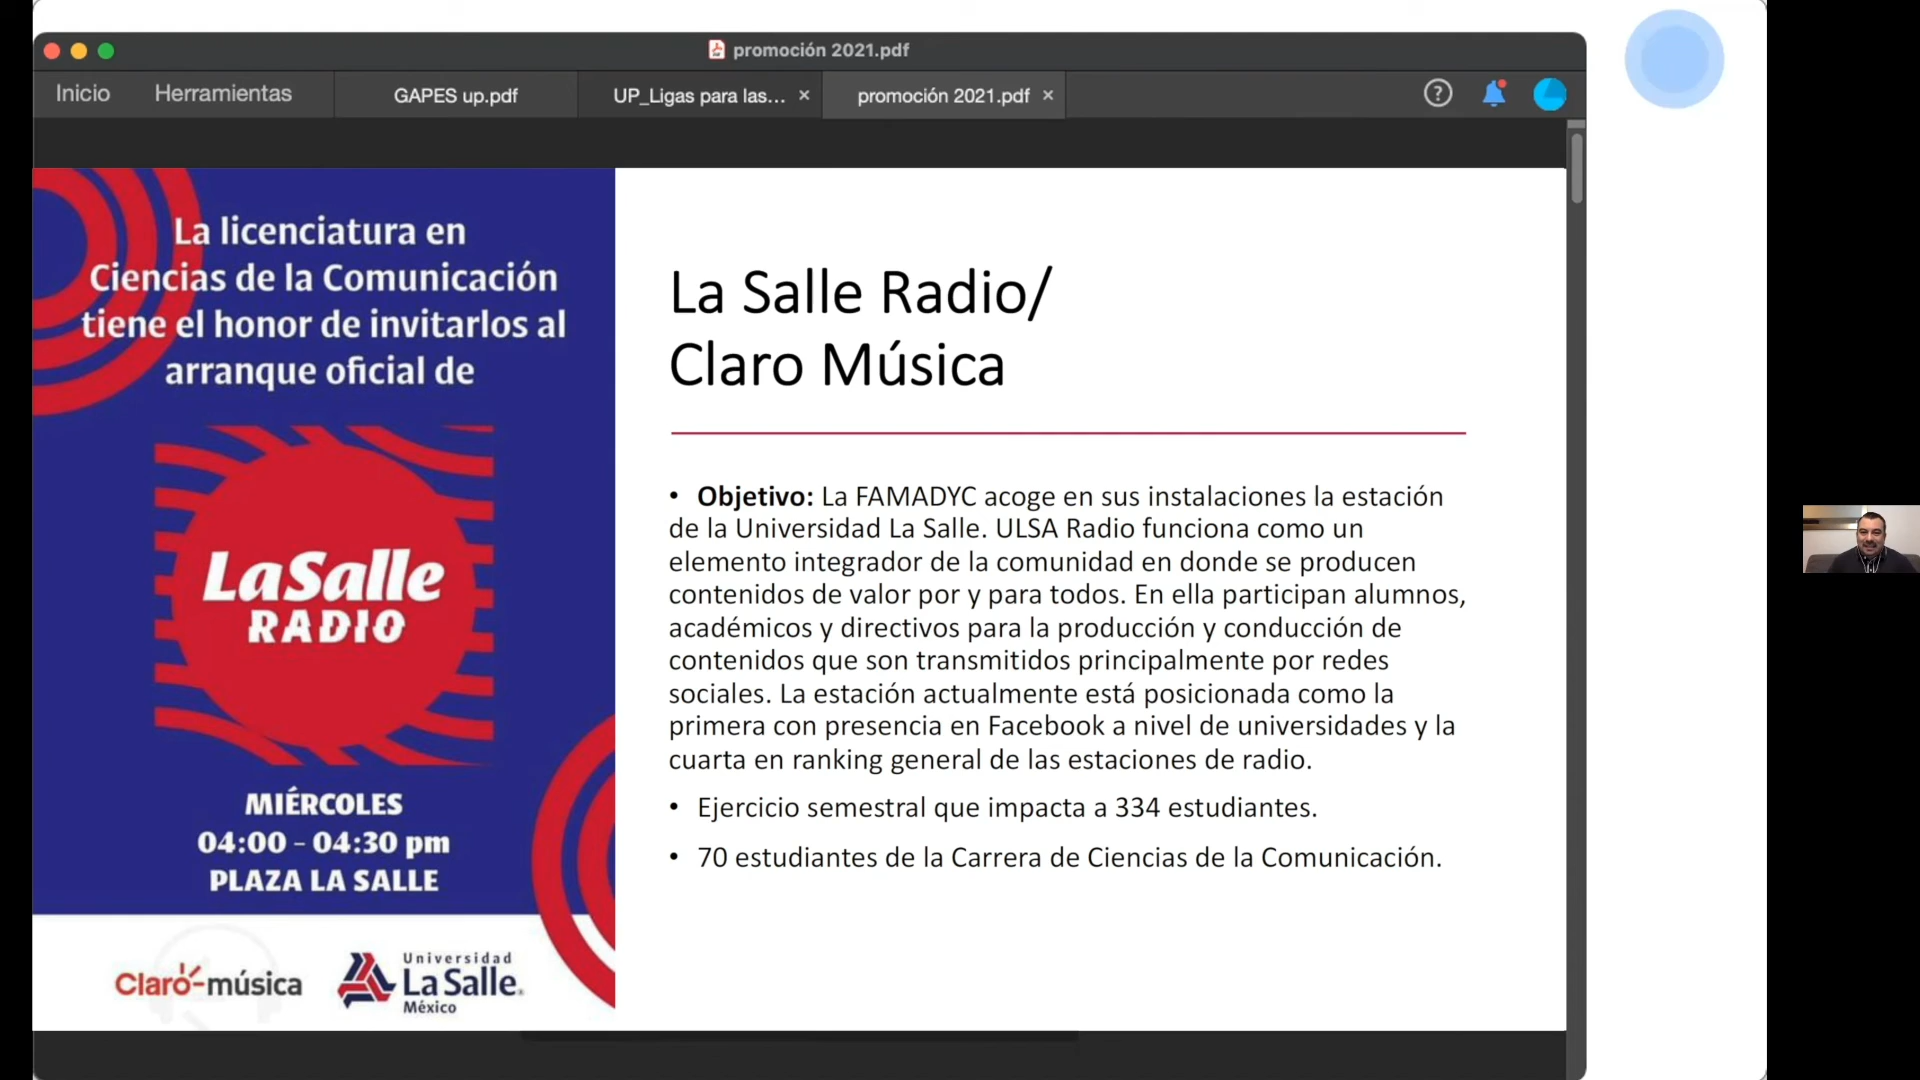 promoción 2021.pdf
Inicio
Herramientas
GAPES up.pdf
UP_Ligas para las... ×
promoción 2021.pdf ×
?
La licenciatura en
Ciencias de la Comunicación
tiene el honor de invitarlos al
arranque oficial de
LaSalle
RADIO
MIÉRCOLES
04:00 - 04:30 pm
PLAZA LA SALLE
Claro-música
Universidad
La Salle®
México
La Salle Radio/
Claro Música
• Objetivo: La FAMADYC acoge en sus instalaciones la estación
de la Universidad La Salle. ULSA Radio funciona como un
elemento integrador de la comunidad en donde se producen
contenidos de valor por y para todos. En ella participan alumnos,
académicos y directivos para la producción y conducción de
contenidos que son transmitidos principalmente por redes
sociales. La estación actualmente está posicionada como la
primera con presencia en Facebook a nivel de universidades y la
cuarta en ranking general de las estaciones de radio.
• Ejercicio semestral que impacta a 334 estudiantes.
• 70 estudiantes de la Carrera de Ciencias de la Comunicación.